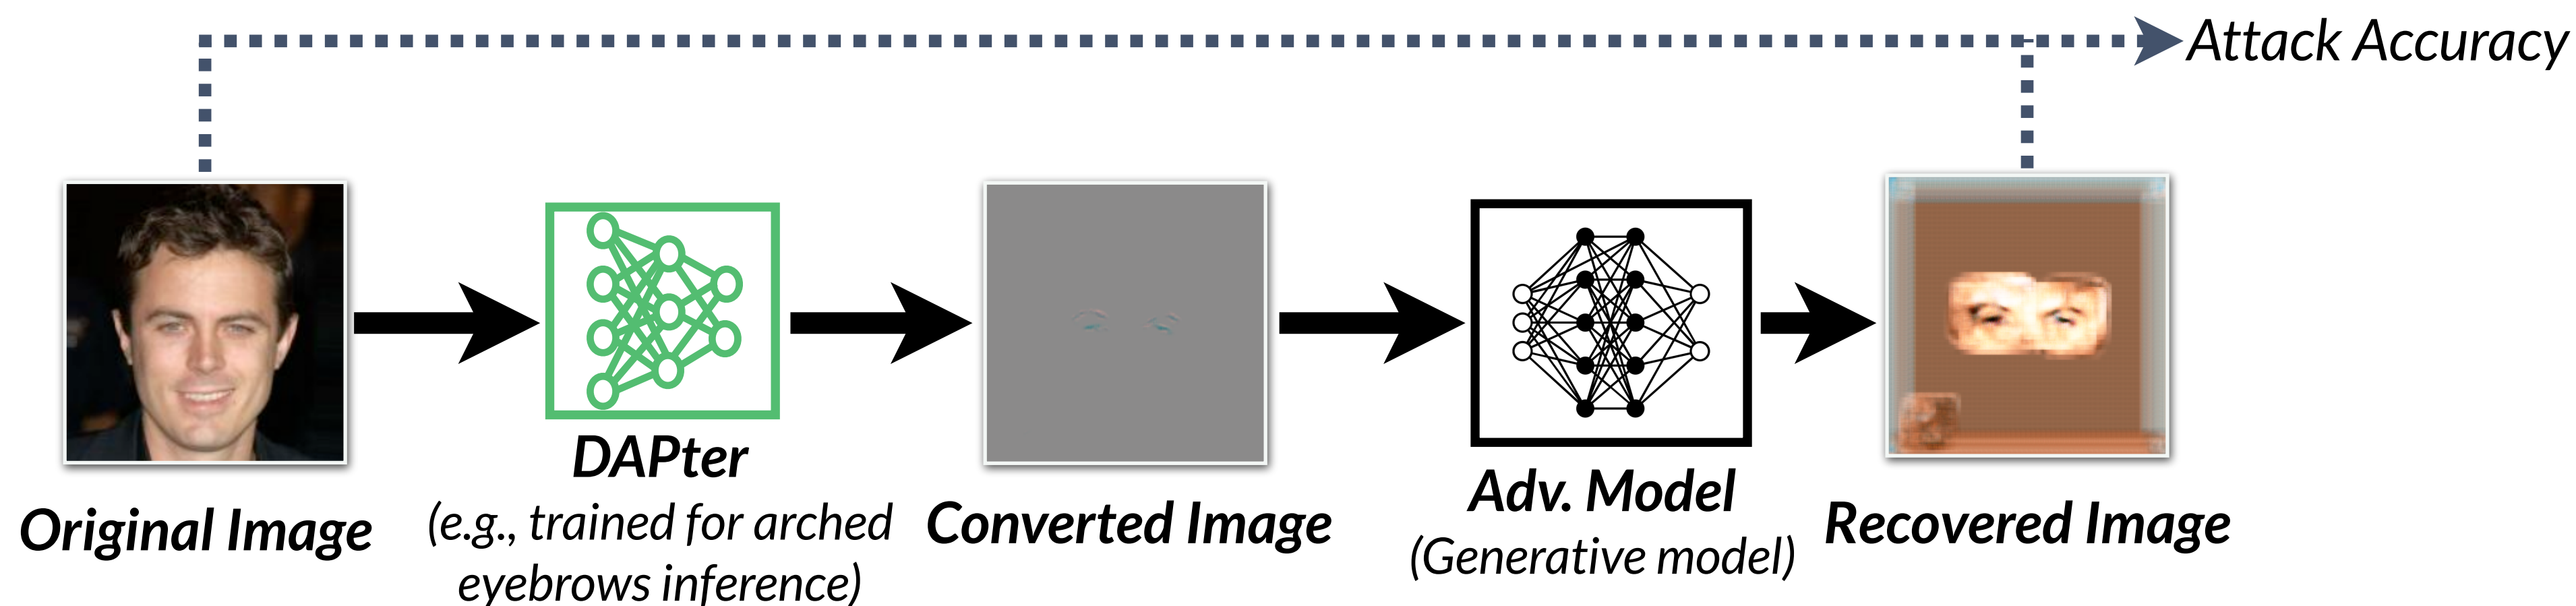 Attack Accuracy
Original Image
DAPter
(e.g., trained for arched
eyebrows inference)
Converted Image
Adv. Model
(Generative model)
Recovered Image